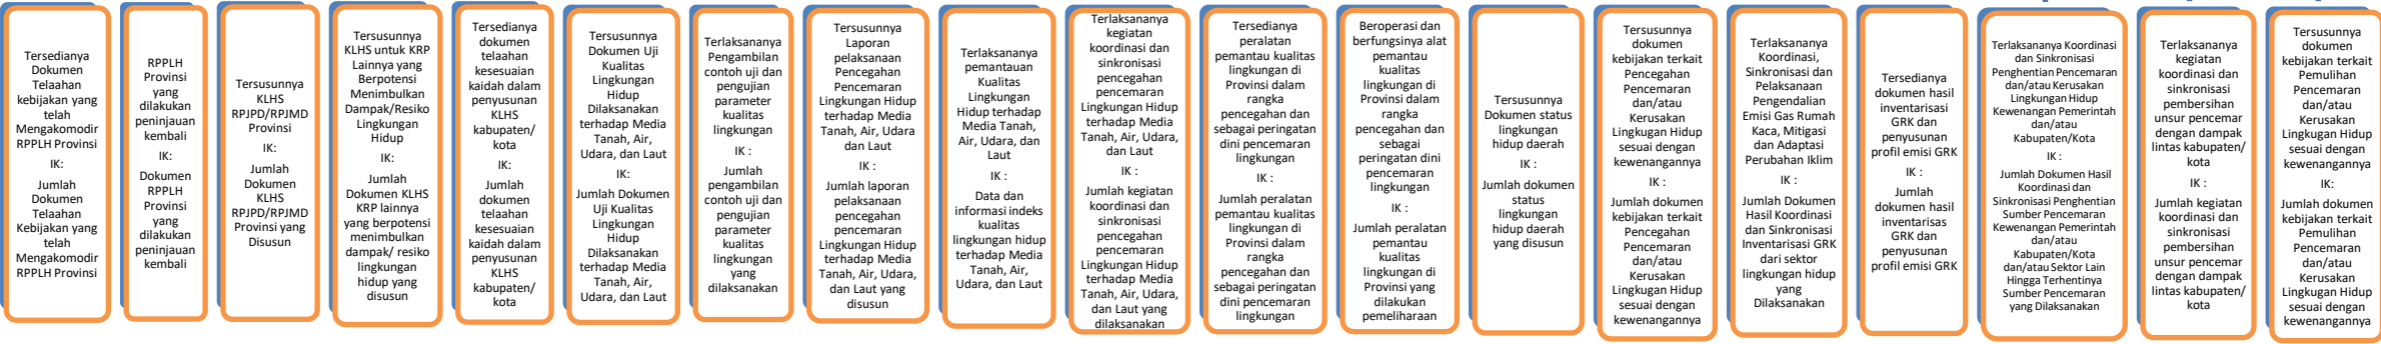 Tersedianya
Dokumen
Telaahan
kebijakan yang
telah
Mengakomodir
RPPLH Provinsi
IK:
Jumlah
Dokumen
Telaahan
Kebijakan yang
telah
Mengakomodir
RPPLH Provinsi
RPPLH
Provinsi
yang
dilakukan
peninjauan
kembali
IK:
Dokumen
RPPLH
Provinsi
yang
dilakukan
peninjauan
kembali
Tersusunnya
KLHS
RPJPD/RPJMD
Provinsi
IK:
Jumlah
Dokumen
KLHS
RPJPD/RPJMD
Provinsi yang
Disusun
Tersusunnya
KLHS untuk KRP
Lainnya yang
Berpotensi
Menimbulkan
Dampak/Resiko
Lingkungan
Hidup
IK:
Jumlah
Dokumen KLHS
KRP lainnya
yang berpotensi
menimbulkan
dampak/ resiko
lingkungan
hidup yang
disusun
Tersedianya
dokumen
telaahan
kesesuaian
kaidah dalam
penyusunan
KLHS
kabupaten/
kota
IK:
Jumlah
dokumen
telaahan
kesesuaian
kaidah dalam
penyusunan
KLHS
kabupaten/
kota
Tersusunnya
Dokumen Uji
Kualitas
Lingkungan
Hidup
Dilaksanakan
terhadap Media
Tanah, Air,
Udara, dan Laut
IK:
Jumlah Dokumen
Uji Kualitas
Lingkungan
Hidup
Dilaksanakan
terhadap Media
Tanah, Air,
Udara, dan Laut
Terlaksananya
Pengambilan
contoh uji dan
pengujian
parameter
kualitas
lingkungan
IK :
Jumlah
pengambilan
contoh uji dan
pengujian
parameter
kualitas
lingkungan
yang
dilaksanakan
Tersusunnya
Laporan
pelaksanaan
Pencegahan
Pencemaran
Lingkungan Hidup
terhadap Media
Tanah, Air, Udara
dan Laut
IK :
Jumlah laporan
pelaksanaan
pencegahan
pencemaran
Lingkungan Hidup
terhadap Media
Tanah, Air, Udara,
dan Laut yang
disusun
Terlaksananya
pemantauan
Kualitas
Lingkungan
Hidup terhadap
Media Tanah,
Air, Udara, dan
Laut
IK :
Data dan
informasi indeks
kualitas
lingkungan hidup
terhadap Media
Tanah, Air,
Udara, dan Laut
Terlaksananya
kegiatan
koordinasi dan
sinkronisasi
pencegahan
pencemaran
Lingkungan Hidup
terhadap Media
Tanah, Air, Udara,
dan Laut
IK :
Jumlah kegiatan
koordinasi dan
sinkronisasi
pencegahan
pencemaran
Lingkungan Hidup
terhadap Media
Tanah, Air, Udara,
dan Laut yang
dilaksanakan
Tersedianya
peralatan
pemantau kualitas
lingkungan di
Provinsi dalam
rangka
pencegahan dan
sebagai peringatan
dini pencemaran
lingkungan
IK :
Jumlah peralatan
pemantau kualitas
lingkungan di
Provinsi dalam
rangka
pencegahan dan
sebagai peringatan
dini pencemaran
lingkungan
Beroperasi dan
berfungsinya alat
pemantau
kualitas
lingkungan di
Provinsi dalam
rangka
pencegahan dan
sebagai
peringatan dini
pencemaran
lingkungan
IK :
Jumlah peralatan
pemantau
kualitas
lingkungan di
Provinsi yang
dilakukan
pemeliharaan
Tersusunnya
Dokumen status
lingkungan
hidup daerah
IK :
Jumlah dokumen
status
lingkungan
hidup daerah
yang disusun
Tersusunnya
dokumen
kebijakan terkait
Pencegahan
Pencemaran
dan/atau
Kerusakan
Lingkugan Hidup
sesuai dengan
kewenangannya
IK :
Jumlah dokumen
kebijakan terkait
Pencegahan
Pencemaran
dan/atau
Kerusakan
Lingkugan Hidup
sesuai dengan
kewenangannya
Terlaksananya
Koordinasi,
Sinkronisasi dan
Pelaksanaan
Pengendalian
Emisi Gas Rumah
Kaca, Mitigasi
dan Adaptasi
Perubahan Iklim
IK :
Jumlah Dokumen
Hasil Koordinasi
dan Sinkronisasi
Inventarisasi GRK
dari sektor
lingkungan hidup
yang
Dilaksanakan
Tersedianya
dokumen hasil
inventarisasi
GRK dan
penyusunan
profil emisi GRK
IK :
Jumlah
dokumen hasil
inventarisas
GRK dan
penyusunan
profil emisi GRK
Terlaksananya Koordinasi
dan Sinkronisasi
Penghentian Pencemaran
dan/atau Kerusakan
Lingkungan Hidup
Kewenangan Pemerintah
dan/atau
Kabupaten/Kota
IK :
Jumlah Dokumen Hasil
Koordinasi dan
Sinkronisasi Penghentian
Sumber Pencemaran
Kewenangan Pemerintah
dan/atau
Kabupaten/Kota
dan/atau Sektor Lain
Hingga Terhentinya
Sumber Pencemaran
yang Dilaksanakan
Terlaksananya
kegiatan
koordinasi dan
sinkronisasi
pembersihan
unsur pencemar
dengan dampak
lintas kabupaten/
kota
IK :
Jumlah kegiatan
koordinasi dan
sinkronisasi
pembersihan
unsur pencemar
dengan dampak
lintas kabupaten/
kota
Tersusunnya
dokumen
kebijakan terkait
Pemulihan
Pencemaran
dan/atau
Kerusakan
Lingkugan Hidup
sesuai dengan
kewenangannya
IK:
Jumlah dokumen
kebijakan terkait
Pemulihan
Pencemaran
dan/atau
Kerusakan
Lingkugan Hidup
sesuai dengan
kewenangannya